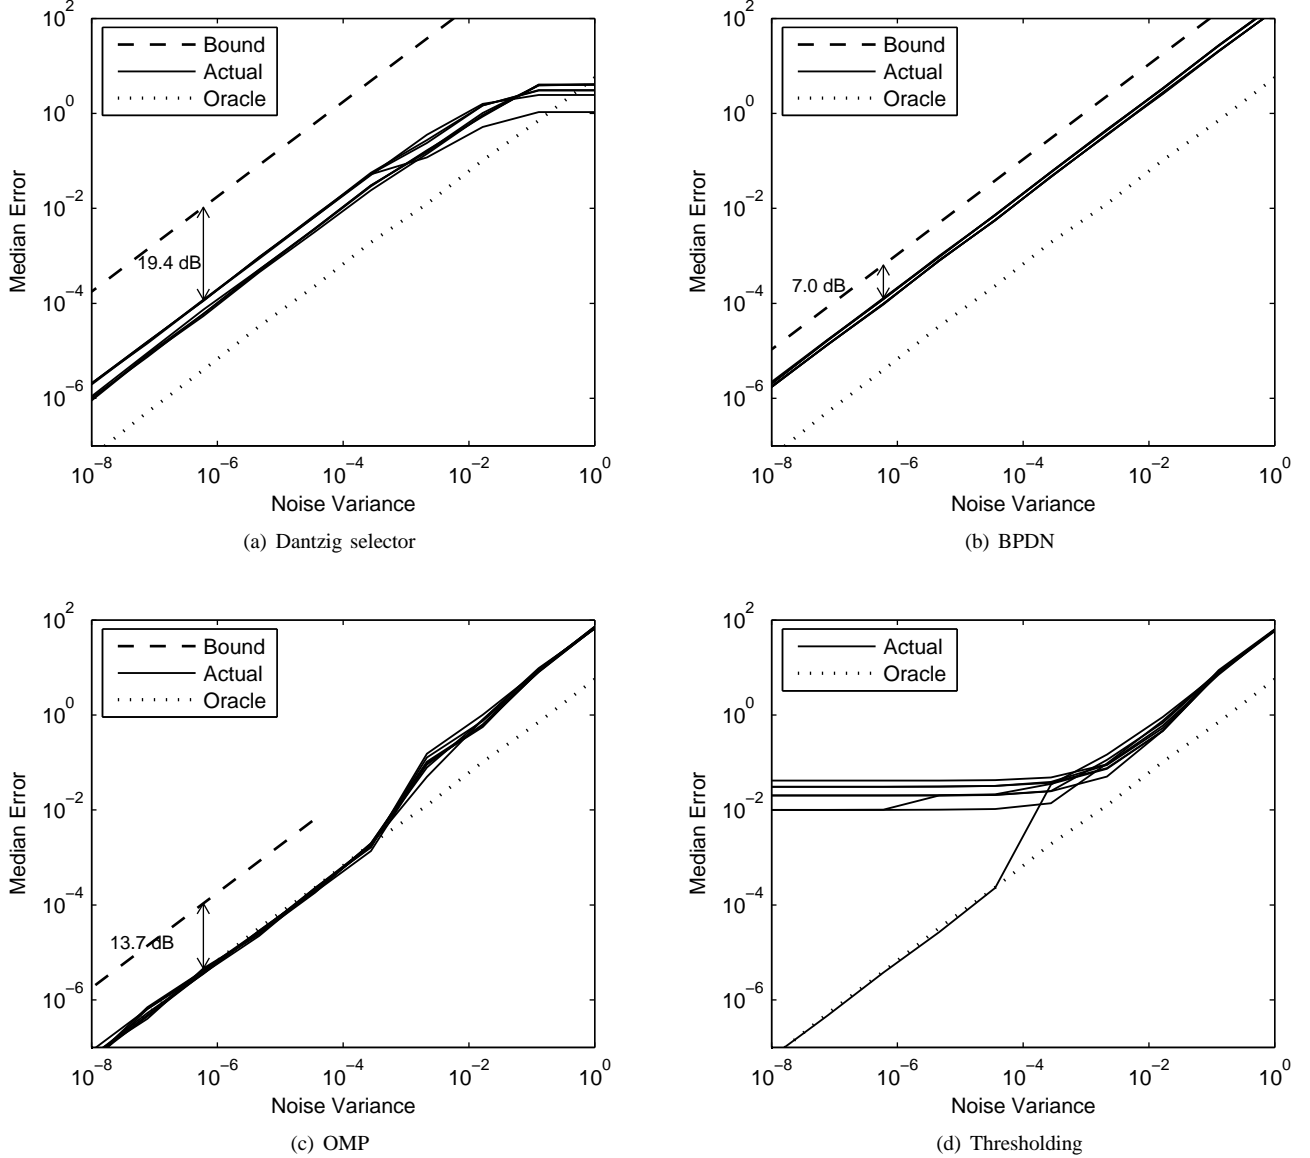 10^2
10^0
10^−2
10^−4
10^−6
Median Error
Bound
Actual
Oracle
19.4 dB
10^−8 10^−6 10^−4 10^−2 10^0
Noise Variance
(a) Dantzig selector
10^2
10^0
10^−2
10^−4
10^−6
Median Error
Bound
Actual
Oracle
7.0 dB
10^−8 10^−6 10^−4 10^−2 10^0
Noise Variance
(b) BPDN
10^2
10^0
10^−2
10^−4
10^−6
Median Error
Bound
Actual
Oracle
13.7 dB
10^−8 10^−6 10^−4 10^−2 10^0
Noise Variance
(c) OMP
10^2
10^0
10^−2
10^−4
10^−6
Median Error
Actual
Oracle
10^−8 10^−6 10^−4 10^−2 10^0
Noise Variance
(d) Thresholding